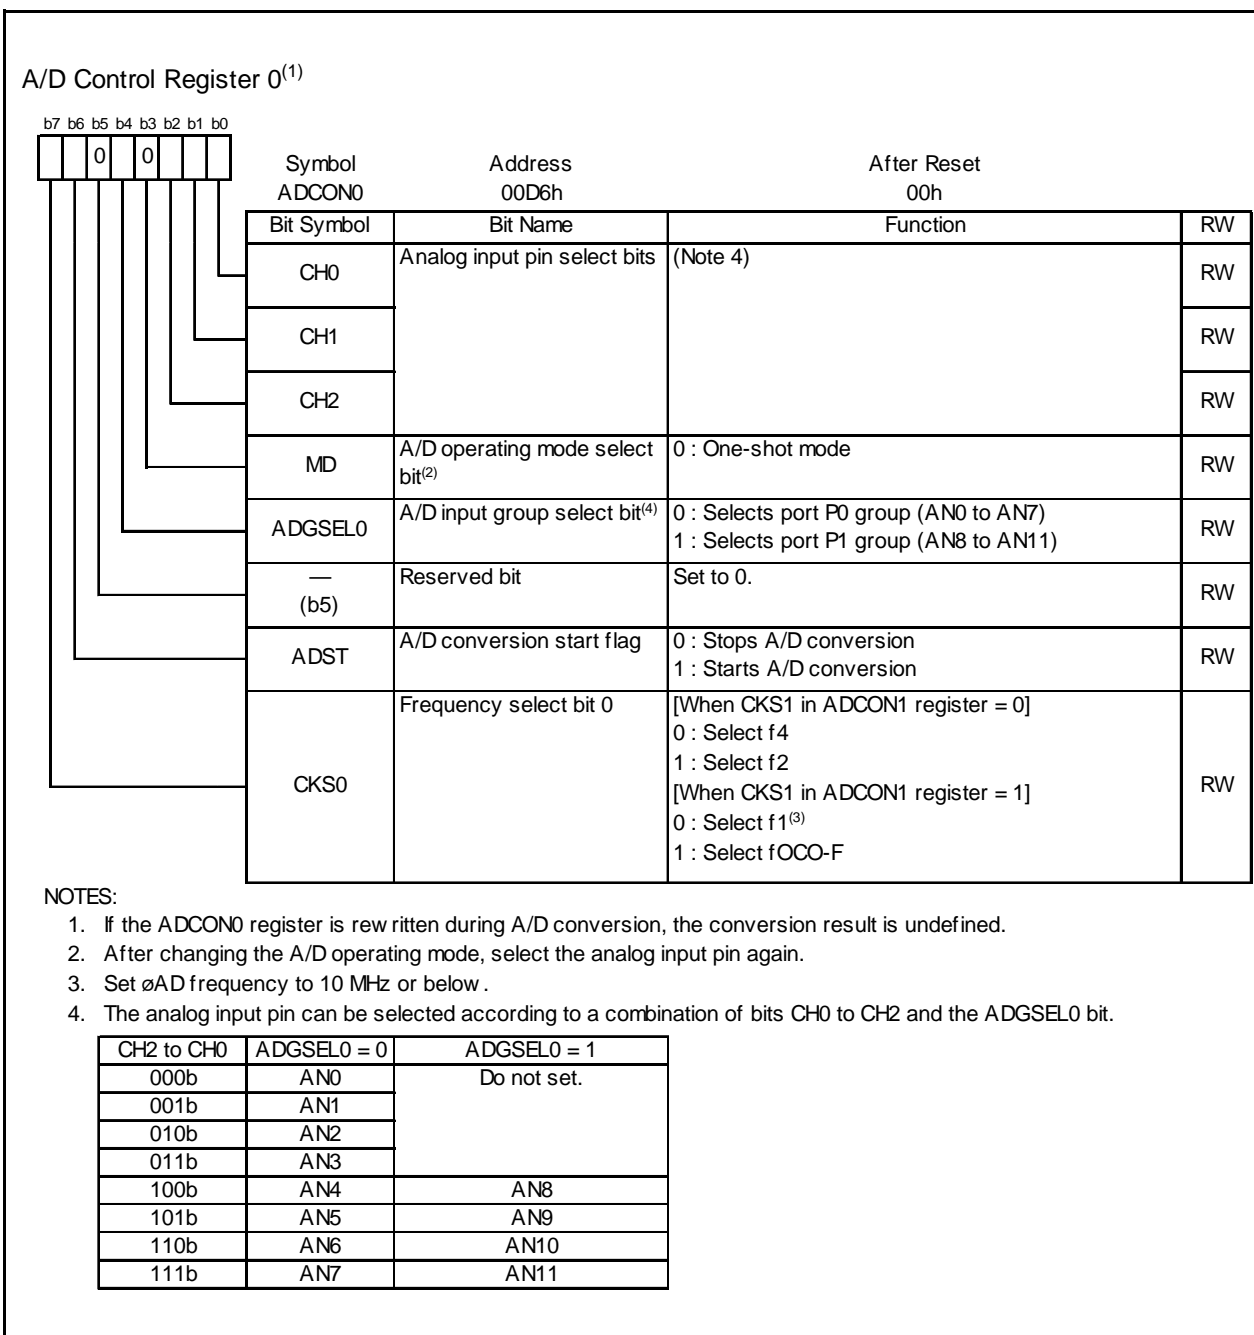 A/D Control Register 0(1)
b7 b6 b5 b4 b3 b2 b1 b0
0 0
Symbol Address After Reset
ADCON0 00D6h 00h
Bit Symbol Bit Name Function RW
CH0 Analog input pin select bits (Note 4) RW
CH1 RW
CH2 RW
MD A/D operating mode select bit(2) 0 : One-shot mode RW
ADGSEL0 A/D input group select bit(4) 0 : Selects port P0 group (AN0 to AN7) RW
1 : Selects port P1 group (AN8 to AN11)
— (b5) Reserved bit Set to 0. RW
ADST A/D conversion start flag 0 : Stops A/D conversion RW
1 : Starts A/D conversion
CKS0 Frequency select bit 0 [When CKS1 in ADCON1 register = 0] RW
0 : Select f4
1 : Select f2
[When CKS1 in ADCON1 register = 1]
0 : Select f1(3)
1 : Select fOCO-F
NOTES:
1. If the ADCON0 register is rewritten during A/D conversion, the conversion result is undefined.
2. After changing the A/D operating mode, select the analog input pin again.
3. Set øAD frequency to 10 MHz or below.
4. The analog input pin can be selected according to a combination of bits CH0 to CH2 and the ADGSEL0 bit.
CH2 to CH0 ADGSEL0 = 0 ADGSEL0 = 1
000b AN0 Do not set.
001b AN1
010b AN2
011b AN3
100b AN4 AN8
101b AN5 AN9
110b AN6 AN10
111b AN7 AN11